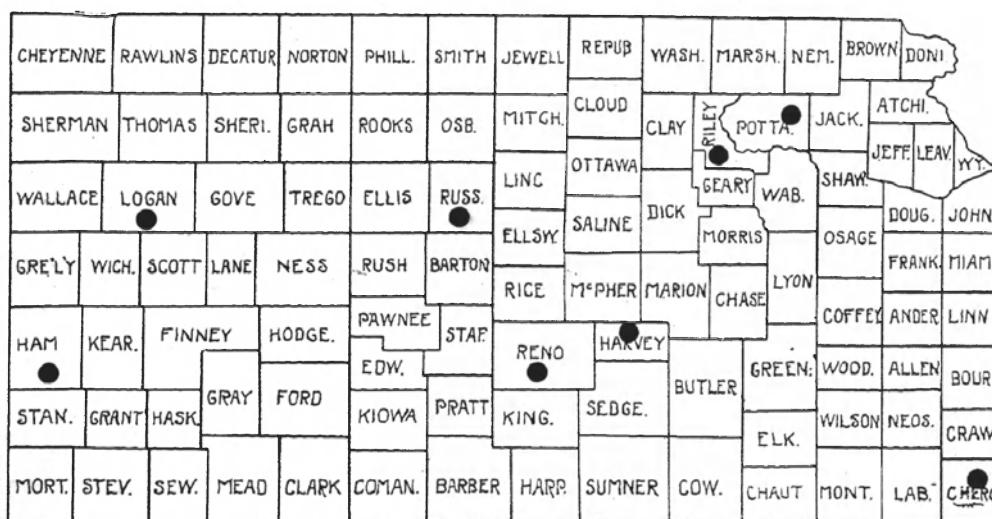 CHEYENNE RAWLINS DECATUR NORTON PHILL. SMITH JEWELL REPUB WASH. MARSH. NEM. BROWN DONI.
SHERMAN THOMAS SHERI. GRAH ROOKS OSB. MITCH. CLOUD CLAY RILEY POTTA. JACK. ATCHI.
JEFF. LEAV. WY.
WALLACE LOGAN GOVE TREGO ELLIS RUSS. LINC OTTAWA DICK GEARY WAB. SHAW.
ELLSW. SALINE MORRIS OSAGE DOUG. JOHN.
GRE'LY WICH. SCOTT LANE NESS RUSH BARTON RICE McPHER MARION CHASE LYON FRANK. MIAM
HAM KEAR. FINNEY HODGE. PAWNEE STAF. RENO HARVEY COFFEY ANDER LINN
GRAY FORD EDW. BUTLER GREEN. WOOD. ALLEN BOUR
STAN. GRANT HASK. KIOWA PRATT KING. SEDGE. ELK. WILSON NEOS. CRAW
MORT. STEV. SEW. MEAD CLARK COMAN. BARBER HARP. SUMNER COW. CHAUT MONT. LAB. CHERO